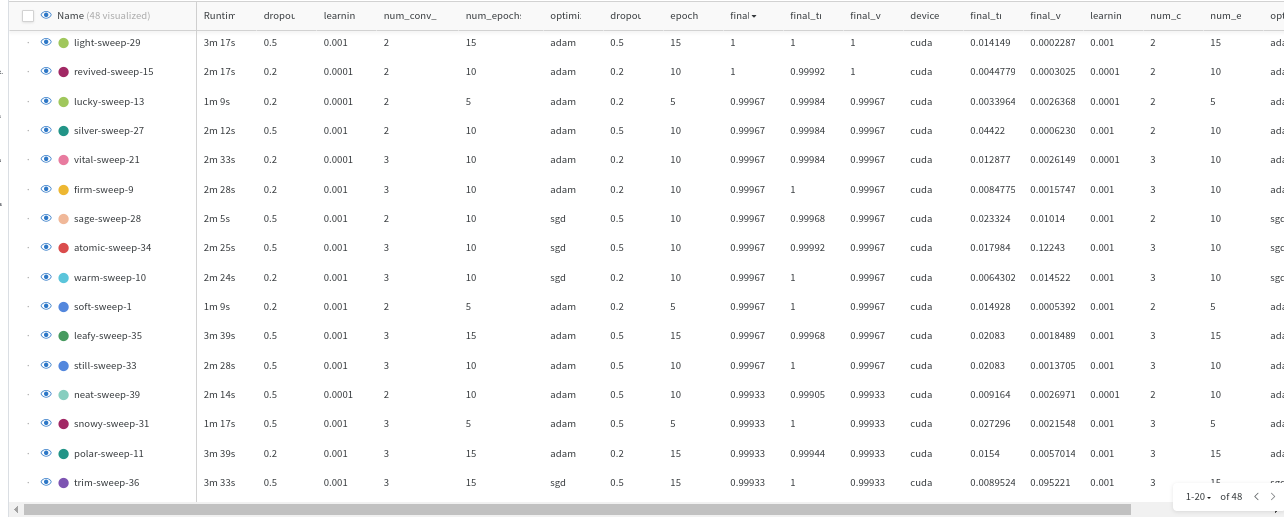 Name (48 visualized) Runtim dropou learnin num_conv_ num_epochs optimi. dropou epoch final final_tr final_v device final_tr final_v learnin num_c num_e opt
light-sweep-29 3m 17s 0.5 0.001 2 15 adam 0.5 15 1 1 1 cuda 0.014149 0.0002287 0.001 2 15 ada
revived-sweep-15 2m 17s 0.2 0.0001 2 10 adam 0.2 10 1 0.99992 1 cuda 0.0044779 0.0003025 0.0001 2 10 ada
lucky-sweep-13 1m 9s 0.2 0.0001 2 5 adam 0.2 5 0.99967 0.99984 0.99967 cuda 0.0033964 0.0026368 0.0001 2 5 ada
silver-sweep-27 2m 12s 0.5 0.001 2 10 adam 0.5 10 0.99967 0.99984 0.99967 cuda 0.04422 0.0006230 0.001 2 10 ada
vital-sweep-21 2m 33s 0.2 0.0001 3 10 adam 0.2 10 0.99967 0.99984 0.99967 cuda 0.012877 0.0026149 0.0001 3 10 ada
firm-sweep-9 2m 28s 0.2 0.001 3 10 adam 0.2 10 0.99967 1 0.99967 cuda 0.0084775 0.0015747 0.001 3 10 ada
sage-sweep-28 2m 5s 0.5 0.001 2 10 sgd 0.5 10 0.99967 0.99968 0.99967 cuda 0.023324 0.01014 0.001 2 10 sgd
atomic-sweep-34 2m 25s 0.5 0.001 3 10 sgd 0.5 10 0.99967 0.99992 0.99967 cuda 0.017984 0.12243 0.001 3 10 sgd
warm-sweep-10 2m 24s 0.2 0.001 3 10 sgd 0.2 10 0.99967 1 0.99967 cuda 0.0064302 0.014522 0.001 3 10 sgd
soft-sweep-1 1m 9s 0.2 0.001 2 5 adam 0.2 5 0.99967 1 0.99967 cuda 0.014928 0.0005392 0.001 2 5 ada
leafy-sweep-35 3m 39s 0.5 0.001 3 15 adam 0.5 15 0.99967 0.99968 0.99967 cuda 0.02083 0.0018489 0.001 3 15 ada
still-sweep-33 2m 28s 0.5 0.001 3 10 adam 0.5 10 0.99967 1 0.99967 cuda 0.02083 0.0013705 0.001 3 10 ada
neat-sweep-39 2m 14s 0.5 0.0001 2 10 adam 0.5 10 0.99933 0.99905 0.99933 cuda 0.009164 0.0026971 0.0001 2 10 ada
snowy-sweep-31 1m 17s 0.5 0.001 3 5 adam 0.5 5 0.99933 1 0.99933 cuda 0.027296 0.0021548 0.001 3 5 ada
polar-sweep-11 3m 39s 0.2 0.001 3 15 adam 0.2 15 0.99933 0.99944 0.99933 cuda 0.0154 0.0057014 0.001 3 15 ada
trim-sweep-36 3m 33s 0.5 0.001 3 15 sgd 0.5 15 0.99933 1 0.99933 cuda 0.0089524 0.095221 0.001 3 15
1-20 of 48